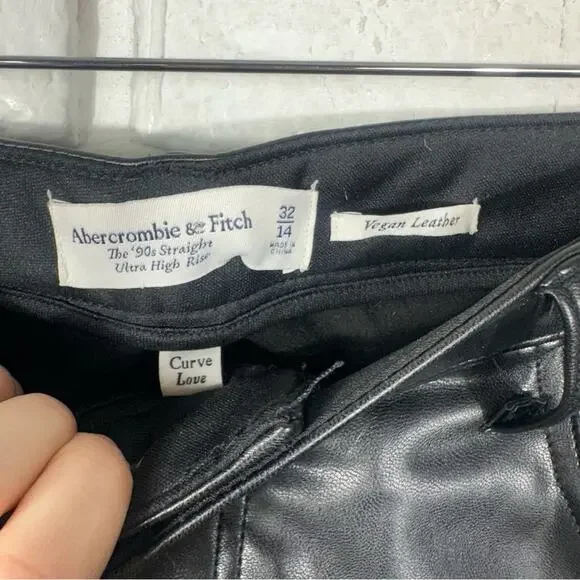 Abercrombie & Fitch
The '90s Straight
Ultra High Rise
32
14
MADE IN
CHINA
Vegan Leather
Curve
Love